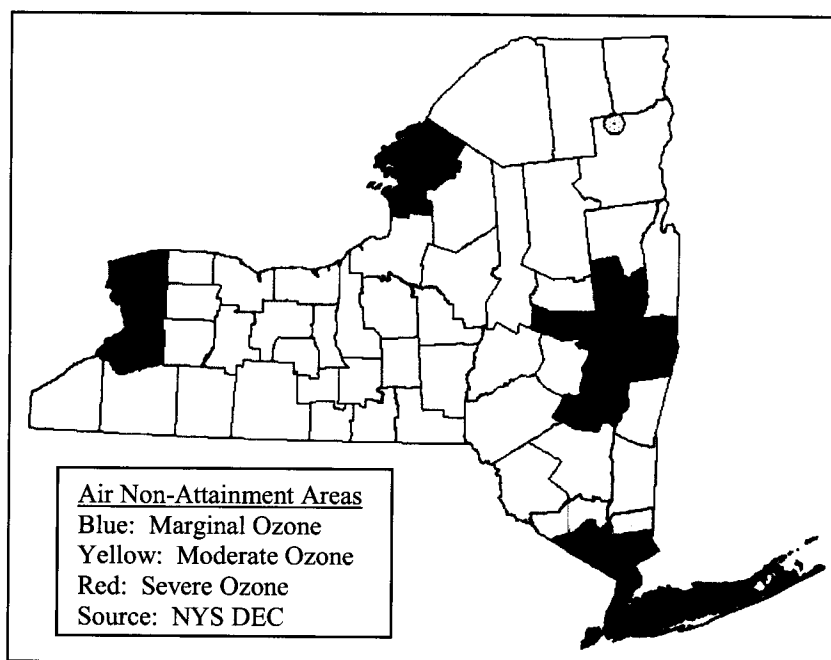 Air Non-Attainment Areas
Blue: Marginal Ozone
Yellow: Moderate Ozone
Red: Severe Ozone
Source: NYS DEC